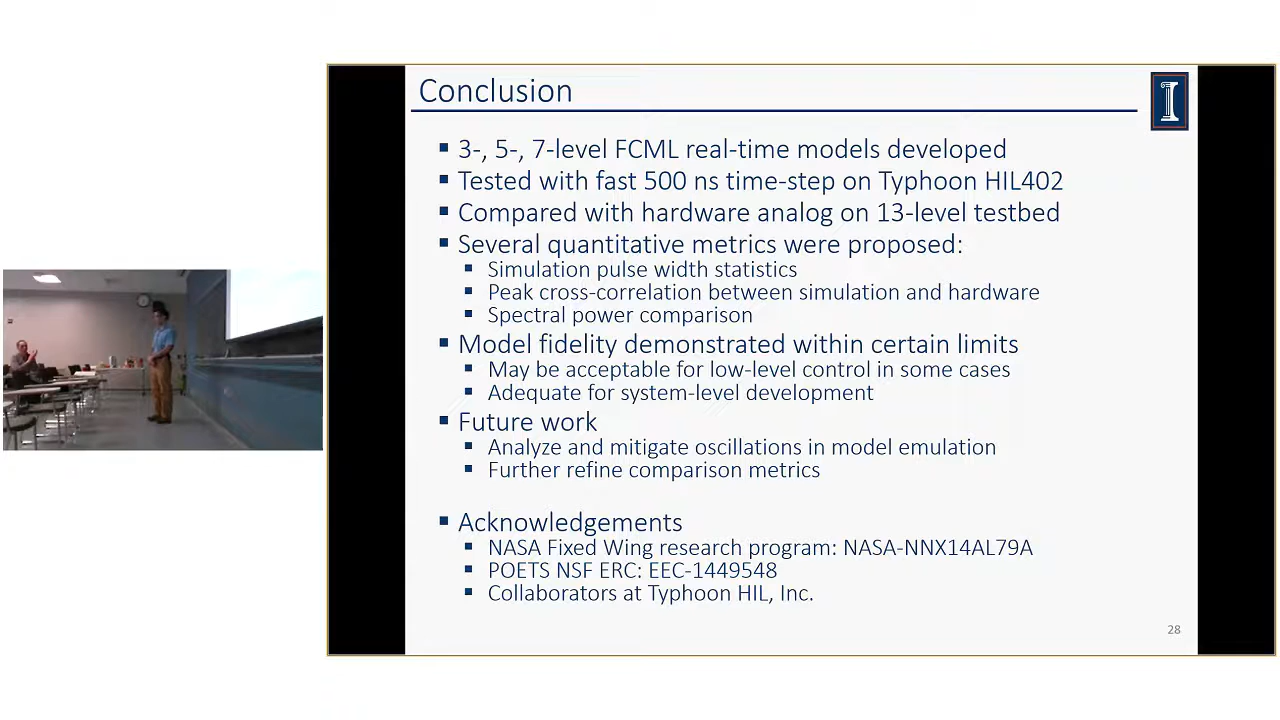 Conclusion
I
▪ 3-, 5-, 7-level FCML real-time models developed
▪ Tested with fast 500 ns time-step on Typhoon HIL402
▪ Compared with hardware analog on 13-level testbed
▪ Several quantitative metrics were proposed:
▪ Simulation pulse width statistics
▪ Peak cross-correlation between simulation and hardware
▪ Spectral power comparison
▪ Model fidelity demonstrated within certain limits
▪ May be acceptable for low-level control in some cases
▪ Adequate for system-level development
▪ Future work
▪ Analyze and mitigate oscillations in model emulation
▪ Further refine comparison metrics
▪ Acknowledgements
▪ NASA Fixed Wing research program: NASA-NNX14AL79A
▪ POETS NSF ERC: EEC-1449548
▪ Collaborators at Typhoon HIL, Inc.
28